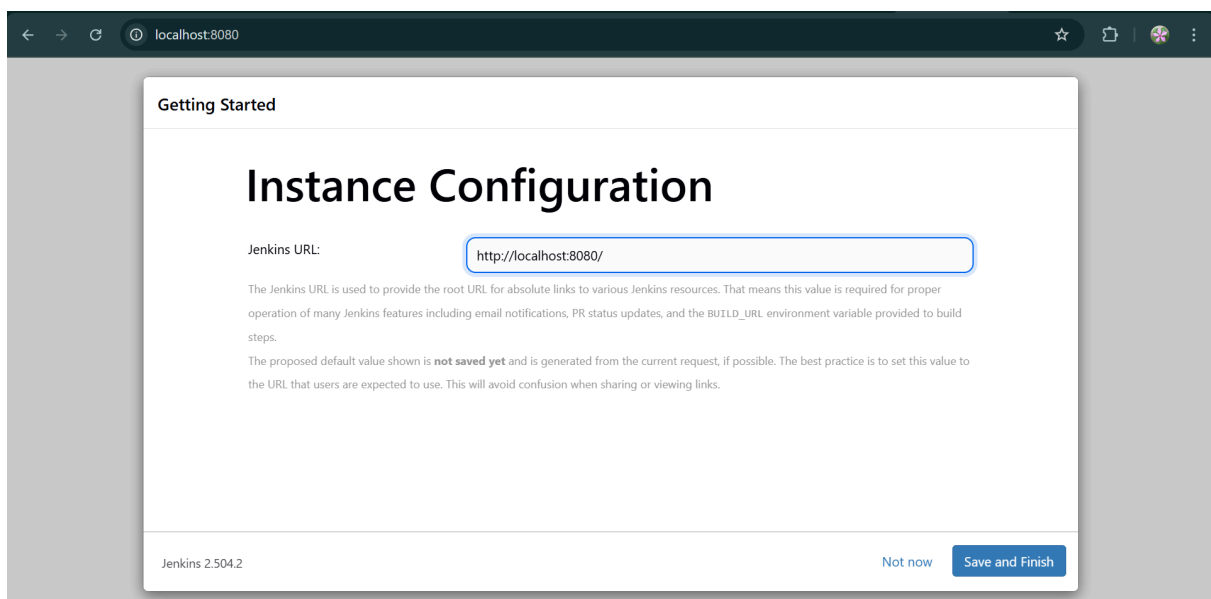 localhost:8080
Getting Started
Instance Configuration
Jenkins URL:
http://localhost:8080/
The Jenkins URL is used to provide the root URL for absolute links to various Jenkins resources. That means this value is required for proper
operation of many Jenkins features including email notifications, PR status updates, and the BUILD_URL environment variable provided to build
steps.
The proposed default value shown is not saved yet and is generated from the current request, if possible. The best practice is to set this value to
the URL that users are expected to use. This will avoid confusion when sharing or viewing links.
Jenkins 2.504.2
Not now
Save and Finish